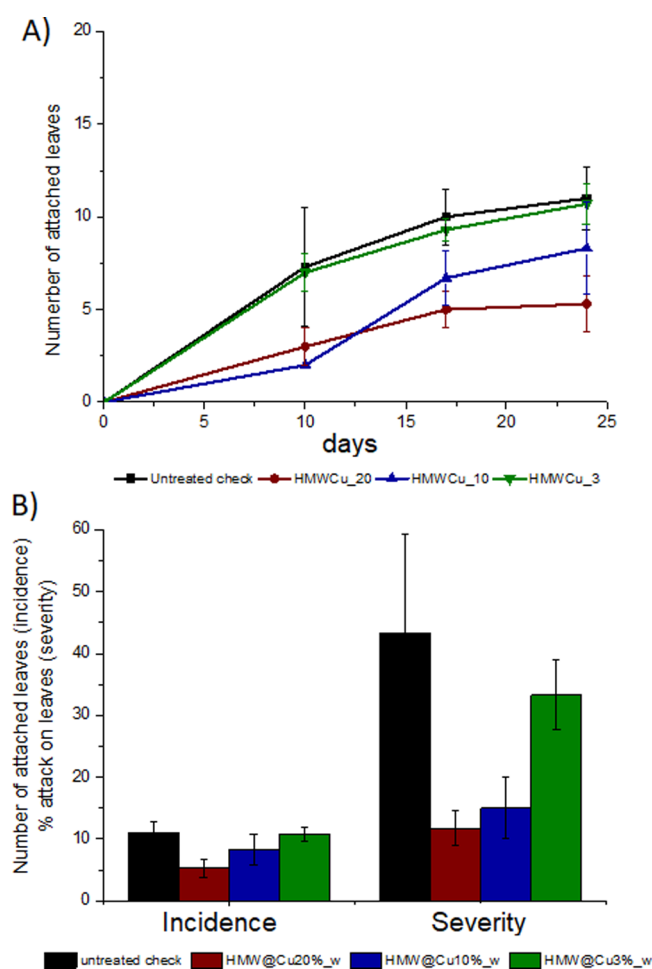 A)
20
15
10
5
0
Numerber of attached leaves
0 5 10 15 20 25
days
Untreated check HMWCu_20 HMWCu_10 HMWCu_3
B)
60
50
40
30
20
10
0
Number of attached leaves (incidence)
% attack on leaves (severity)
Incidence Severity
untreated check HMW@Cu20%_w HMW@Cu10%_w HMW@Cu3%_w